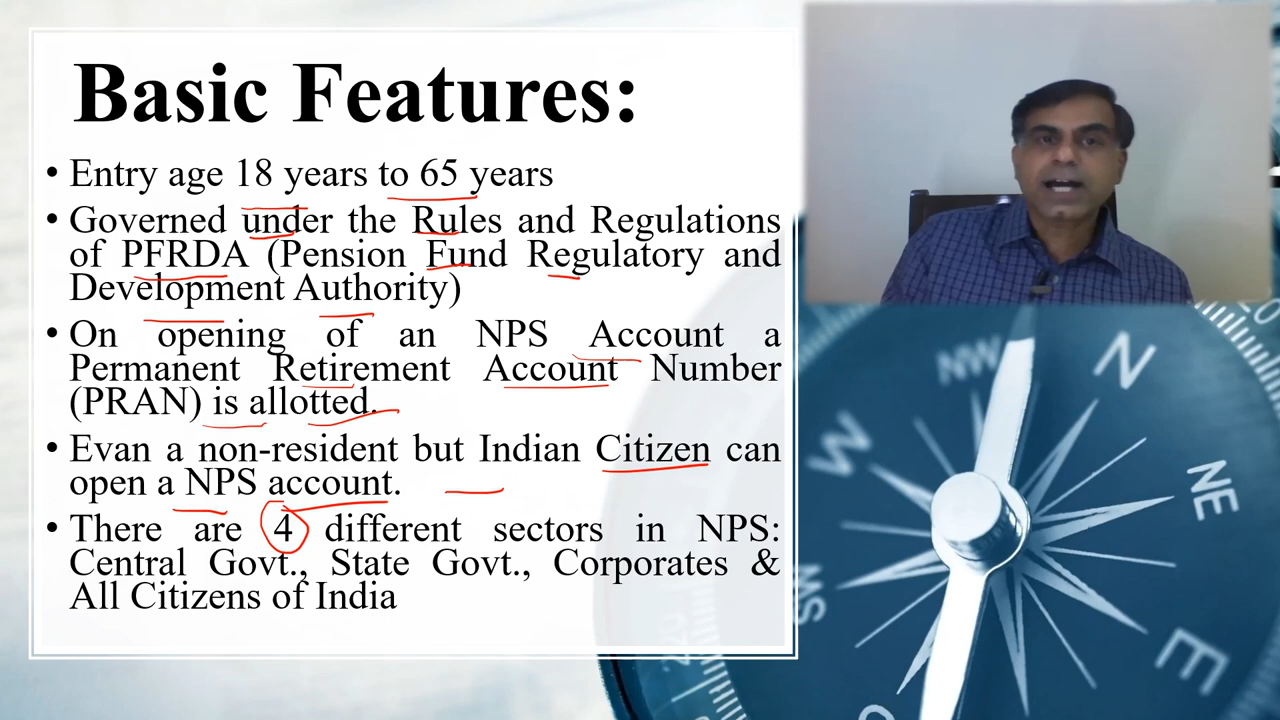 Basic Features:
• Entry age 18 years to 65 years
• Governed under the Rules and Regulations
of PFRDA (Pension Fund Regulatory and
Development Authority)
• On opening of an NPS Account a
Permanent Retirement Account Number
(PRAN) is allotted.
• Evan a non-resident but Indian Citizen can
open a NPS account.
• There are 4 different sectors in NPS:
Central Govt., State Govt., Corporates &
All Citizens of India
NW
N
W
NE
SW
E